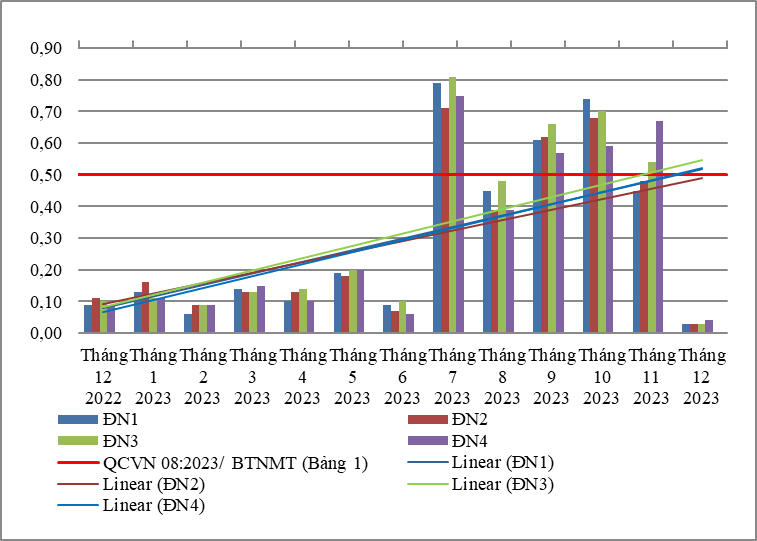 0,90
0,80
0,70
0,60
0,50
0,40
0,30
0,20
0,10
0,00
Tháng 12 2022
Tháng 1 2023
Tháng 2 2023
Tháng 3 2023
Tháng 4 2023
Tháng 5 2023
Tháng 6 2023
Tháng 7 2023
Tháng 8 2023
Tháng 9 2023
Tháng 10 2023
Tháng 11 2023
Tháng 12 2023
ĐN1
ĐN2
ĐN3
ĐN4
QCVN 08:2023/ BTNMT (Bảng 1)
Linear (ĐN1)
Linear (ĐN2)
Linear (ĐN3)
Linear (ĐN4)